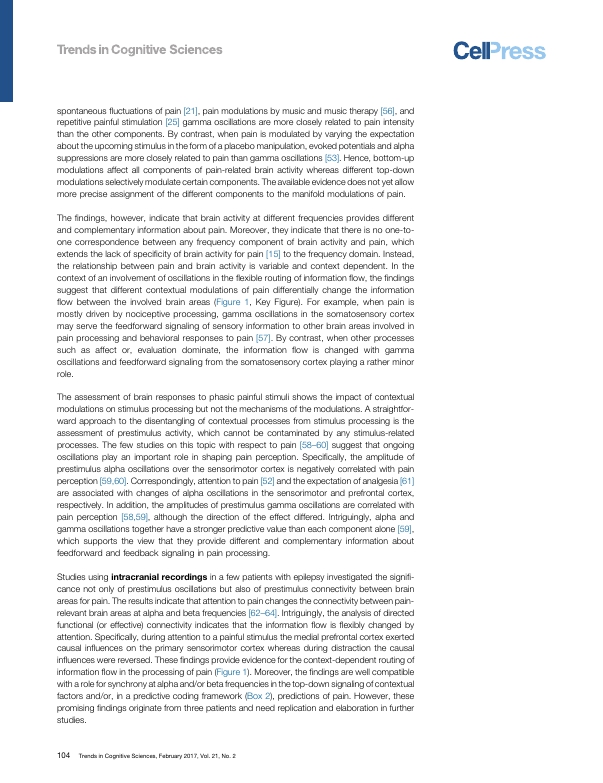 Trends in Cognitive Sciences
CellPress
spontaneous fluctuations of pain [21], pain modulations by music and music therapy [56], and
repetitive painful stimulation [25] gamma oscillations are more closely related to pain intensity
than the other components. By contrast, when pain is modulated by varying the expectation
about the upcoming stimulus in the form of a placebo manipulation, evoked potentials and alpha
suppressions are more closely related to pain than gamma oscillations [53]. Hence, bottom-up
modulations affect all components of pain-related brain activity whereas different top-down
modulations selectively modulate certain components. The available evidence does not yet allow
more precise assignment of the different components to the manifold modulations of pain.
The findings, however, indicate that brain activity at different frequencies provides different
and complementary information about pain. Moreover, they indicate that there is no one-to-
one correspondence between any frequency component of brain activity and pain, which
extends the lack of specificity of brain activity for pain [15] to the frequency domain. Instead,
the relationship between pain and brain activity is variable and context dependent. In the
context of an involvement of oscillations in the flexible routing of information flow, the findings
suggest that different contextual modulations of pain differentially change the information
flow between the involved brain areas (Figure 1, Key Figure). For example, when pain is
mostly driven by nociceptive processing, gamma oscillations in the somatosensory cortex
may serve the feedforward signaling of sensory information to other brain areas involved in
pain processing and behavioral responses to pain [57]. By contrast, when other processes
such as affect or, evaluation dominate, the information flow is changed with gamma
oscillations and feedforward signaling from the somatosensory cortex playing a rather minor
role.
The assessment of brain responses to phasic painful stimuli shows the impact of contextual
modulations on stimulus processing but not the mechanisms of the modulations. A straightfor-
ward approach to the disentangling of contextual processes from stimulus processing is the
assessment of prestimulus activity, which cannot be contaminated by any stimulus-related
processes. The few studies on this topic with respect to pain [58–60] suggest that ongoing
oscillations play an important role in shaping pain perception. Specifically, the amplitude of
prestimulus alpha oscillations over the sensorimotor cortex is negatively correlated with pain
perception [59,60]. Correspondingly, attention to pain [52] and the expectation of analgesia [61]
are associated with changes of alpha oscillations in the sensorimotor and prefrontal cortex,
respectively. In addition, the amplitudes of prestimulus gamma oscillations are correlated with
pain perception [58,59], although the direction of the effect differed. Intriguingly, alpha and
gamma oscillations together have a stronger predictive value than each component alone [59],
which supports the view that they provide different and complementary information about
feedforward and feedback signaling in pain processing.
Studies using intracranial recordings in a few patients with epilepsy investigated the signifi-
cance not only of prestimulus oscillations but also of prestimulus connectivity between brain
areas for pain. The results indicate that attention to pain changes the connectivity between pain-
relevant brain areas at alpha and beta frequencies [62–64]. Intriguingly, the analysis of directed
functional (or effective) connectivity indicates that the information flow is flexibly changed by
attention. Specifically, during attention to a painful stimulus the medial prefrontal cortex exerted
causal influences on the primary sensorimotor cortex whereas during distraction the causal
influences were reversed. These findings provide evidence for the context-dependent routing of
information flow in the processing of pain (Figure 1). Moreover, the findings are well compatible
with a role for synchrony at alpha and/or beta frequencies in the top-down signaling of contextual
factors and/or, in a predictive coding framework (Box 2), predictions of pain. However, these
promising findings originate from three patients and need replication and elaboration in further
studies.
104 Trends in Cognitive Sciences, February 2017, Vol. 21, No. 2